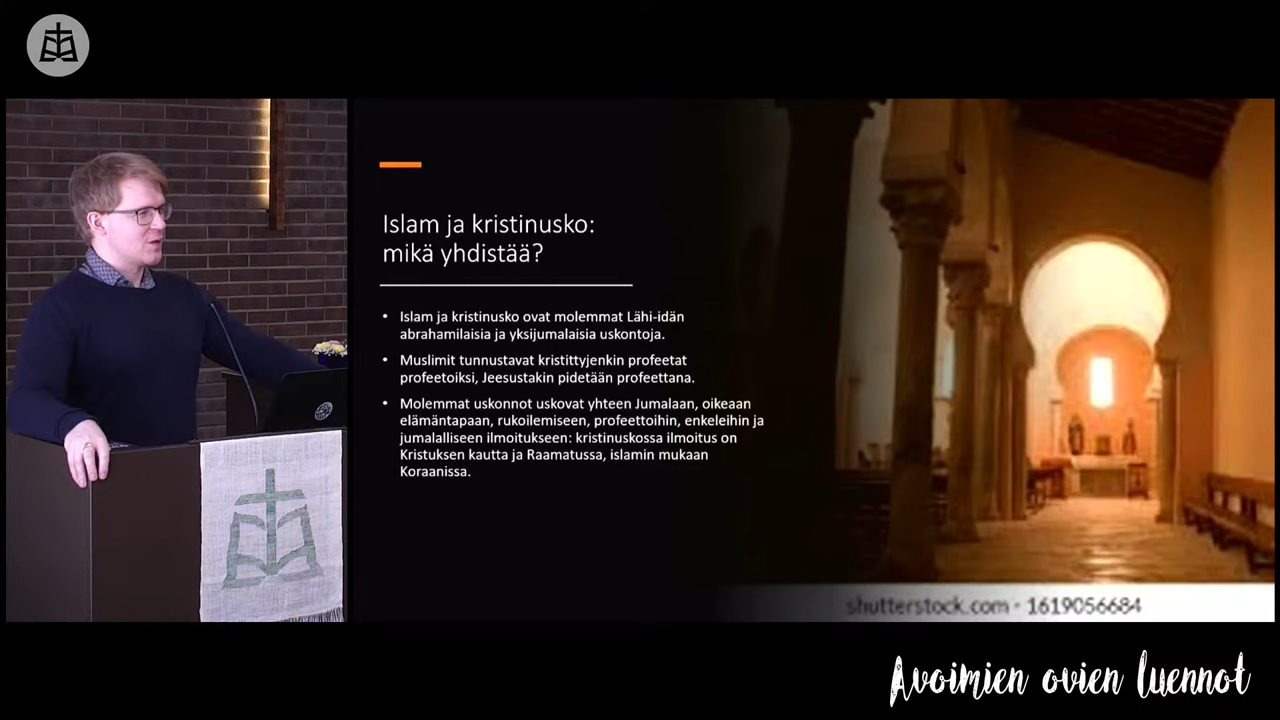 Islam ja kristinusko:
mikä yhdistää?
• Islam ja kristinusko ovat molemmat Lähi-idän
abrahamilaisia ja yksijumalaisia uskontoja.
• Muslimit tunnustavat kristittyjenkin profeetat
profeetoiksi, Jeesustakin pidetään profeettana.
• Molemmat uskonnot uskovat yhteen Jumalaan, oikeaan
elämäntapaan, rukoilemiseen, profeettoihin, enkeleihin ja
jumalalliseen ilmoitukseen: kristinuskossa ilmoitus on
Kristuksen kautta ja Raamatussa, islamin mukaan
Koraanissa.
shutterstock.com · 1619056684
Avoimien ovien luennot